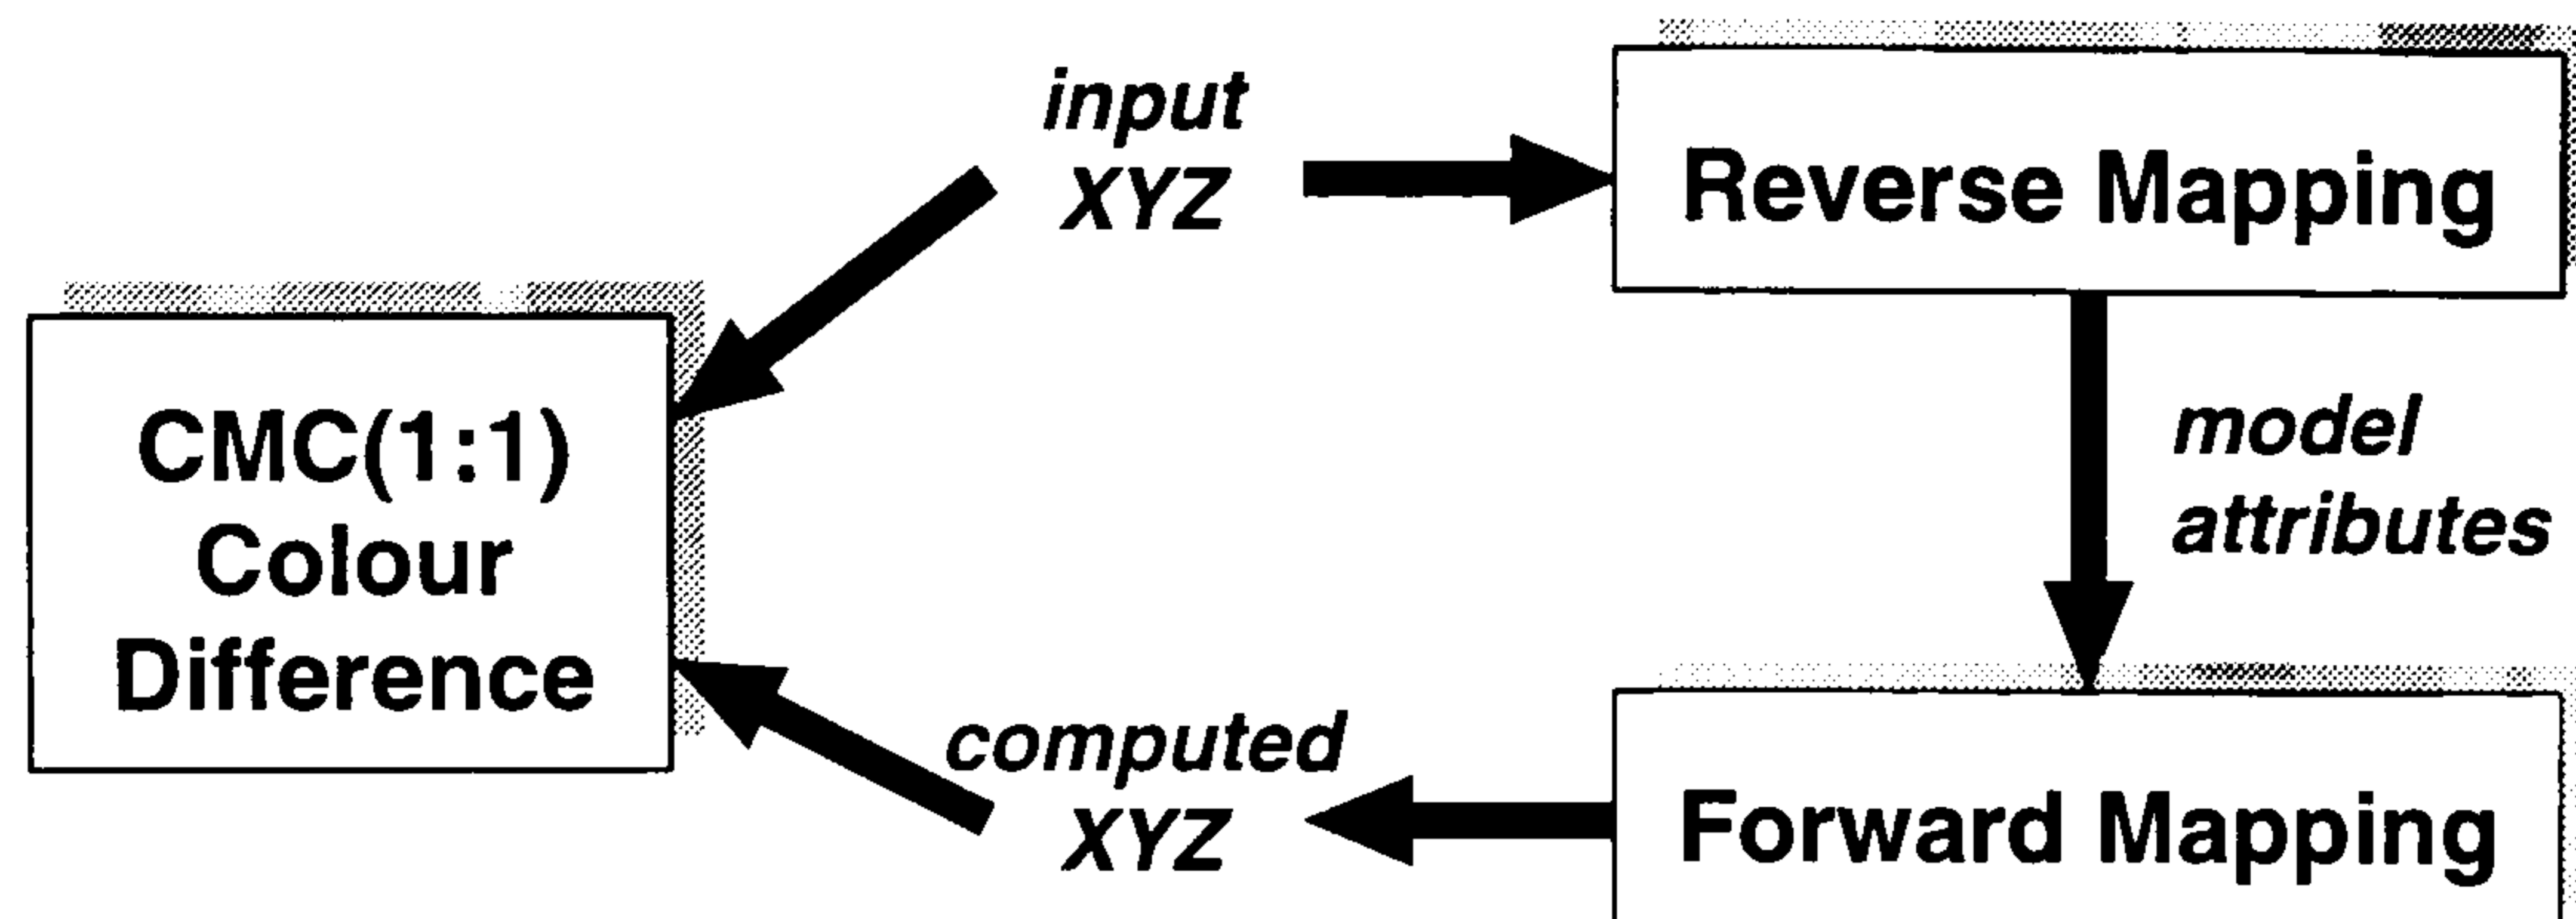 input
XYZ
Reverse Mapping
CMC(1:1)
Colour
Difference
model
attributes
computed
XYZ
Forward Mapping